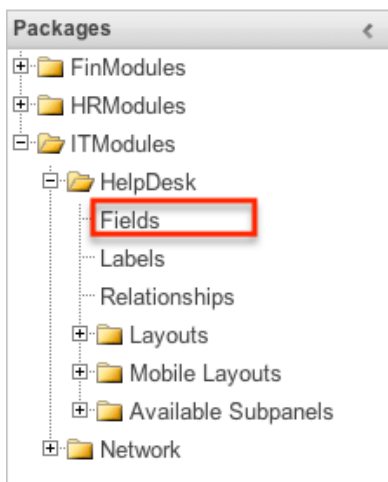 Packages
FinModules
HRModules
ITModules
HelpDesk
Fields
Labels
Relationships
Layouts
Mobile Layouts
Available Subpanels
Network